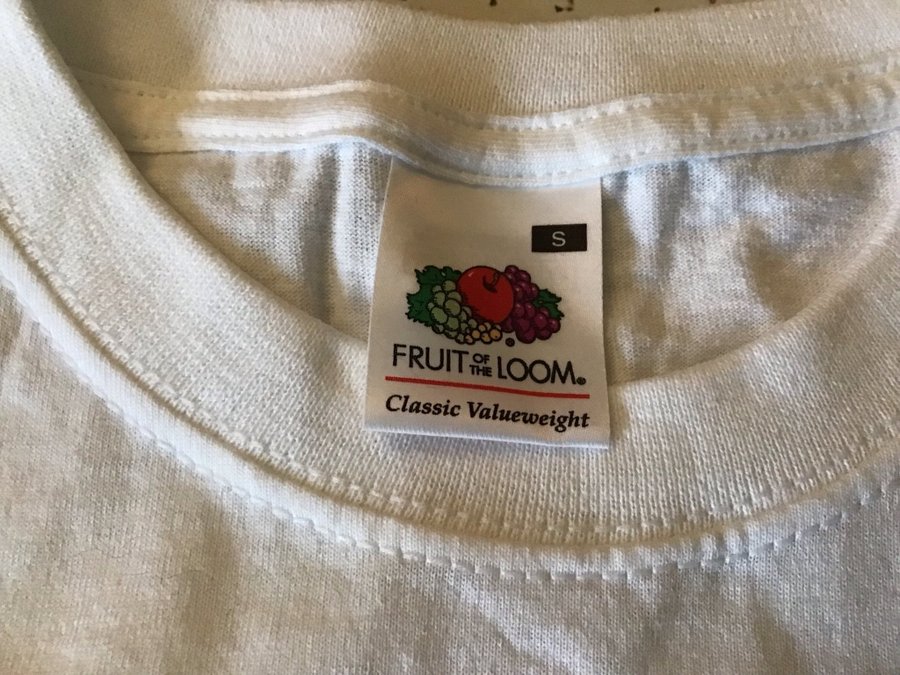 S
FRUIT OF THE LOOM®
Classic Valueweight